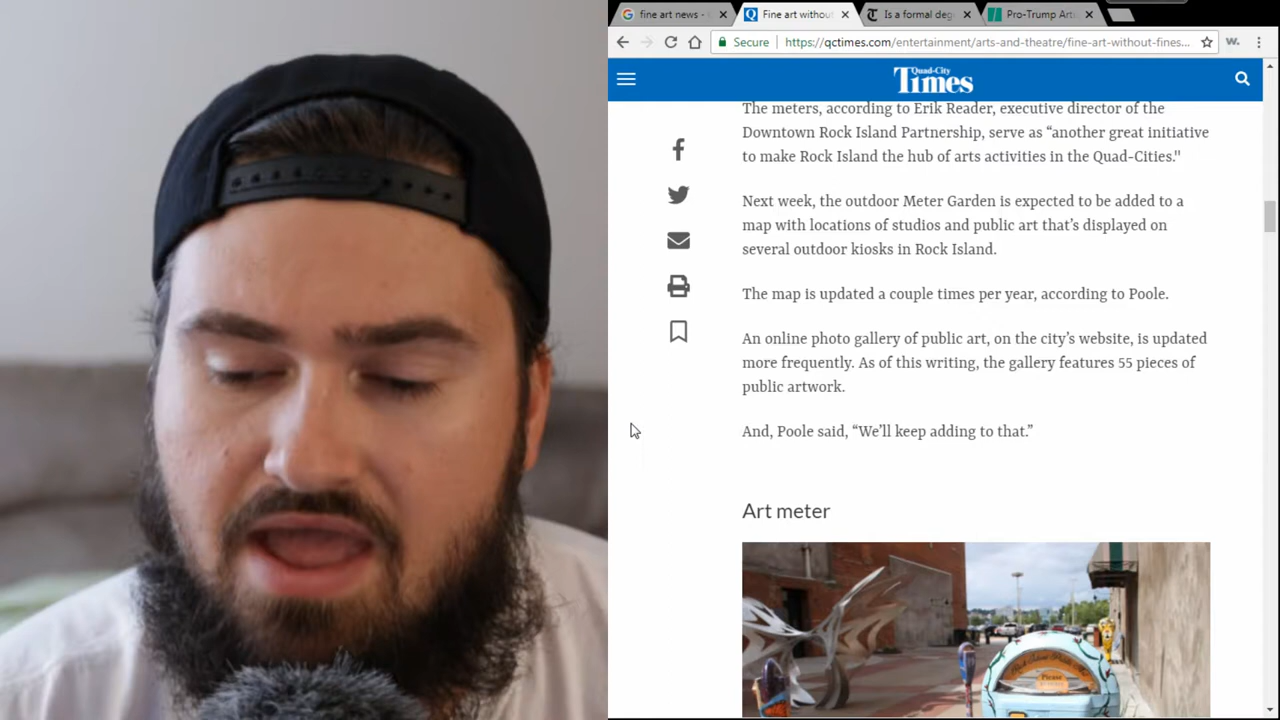 fine art news -
Fine art withou
Is a formal deg
Pro-Trump Art
Secure
https://qctimes.com/entertainment/arts-and-theatre/fine-art-without-fines...
w.
Quad-City
Times
The meters, according to Erik Reader, executive director of the
Downtown Rock Island Partnership, serve as “another great initiative
to make Rock Island the hub of arts activities in the Quad-Cities."
Next week, the outdoor Meter Garden is expected to be added to a
map with locations of studios and public art that’s displayed on
several outdoor kiosks in Rock Island.
The map is updated a couple times per year, according to Poole.
An online photo gallery of public art, on the city’s website, is updated
more frequently. As of this writing, the gallery features 55 pieces of
public artwork.
And, Poole said, “We’ll keep adding to that.”
Art meter
Please